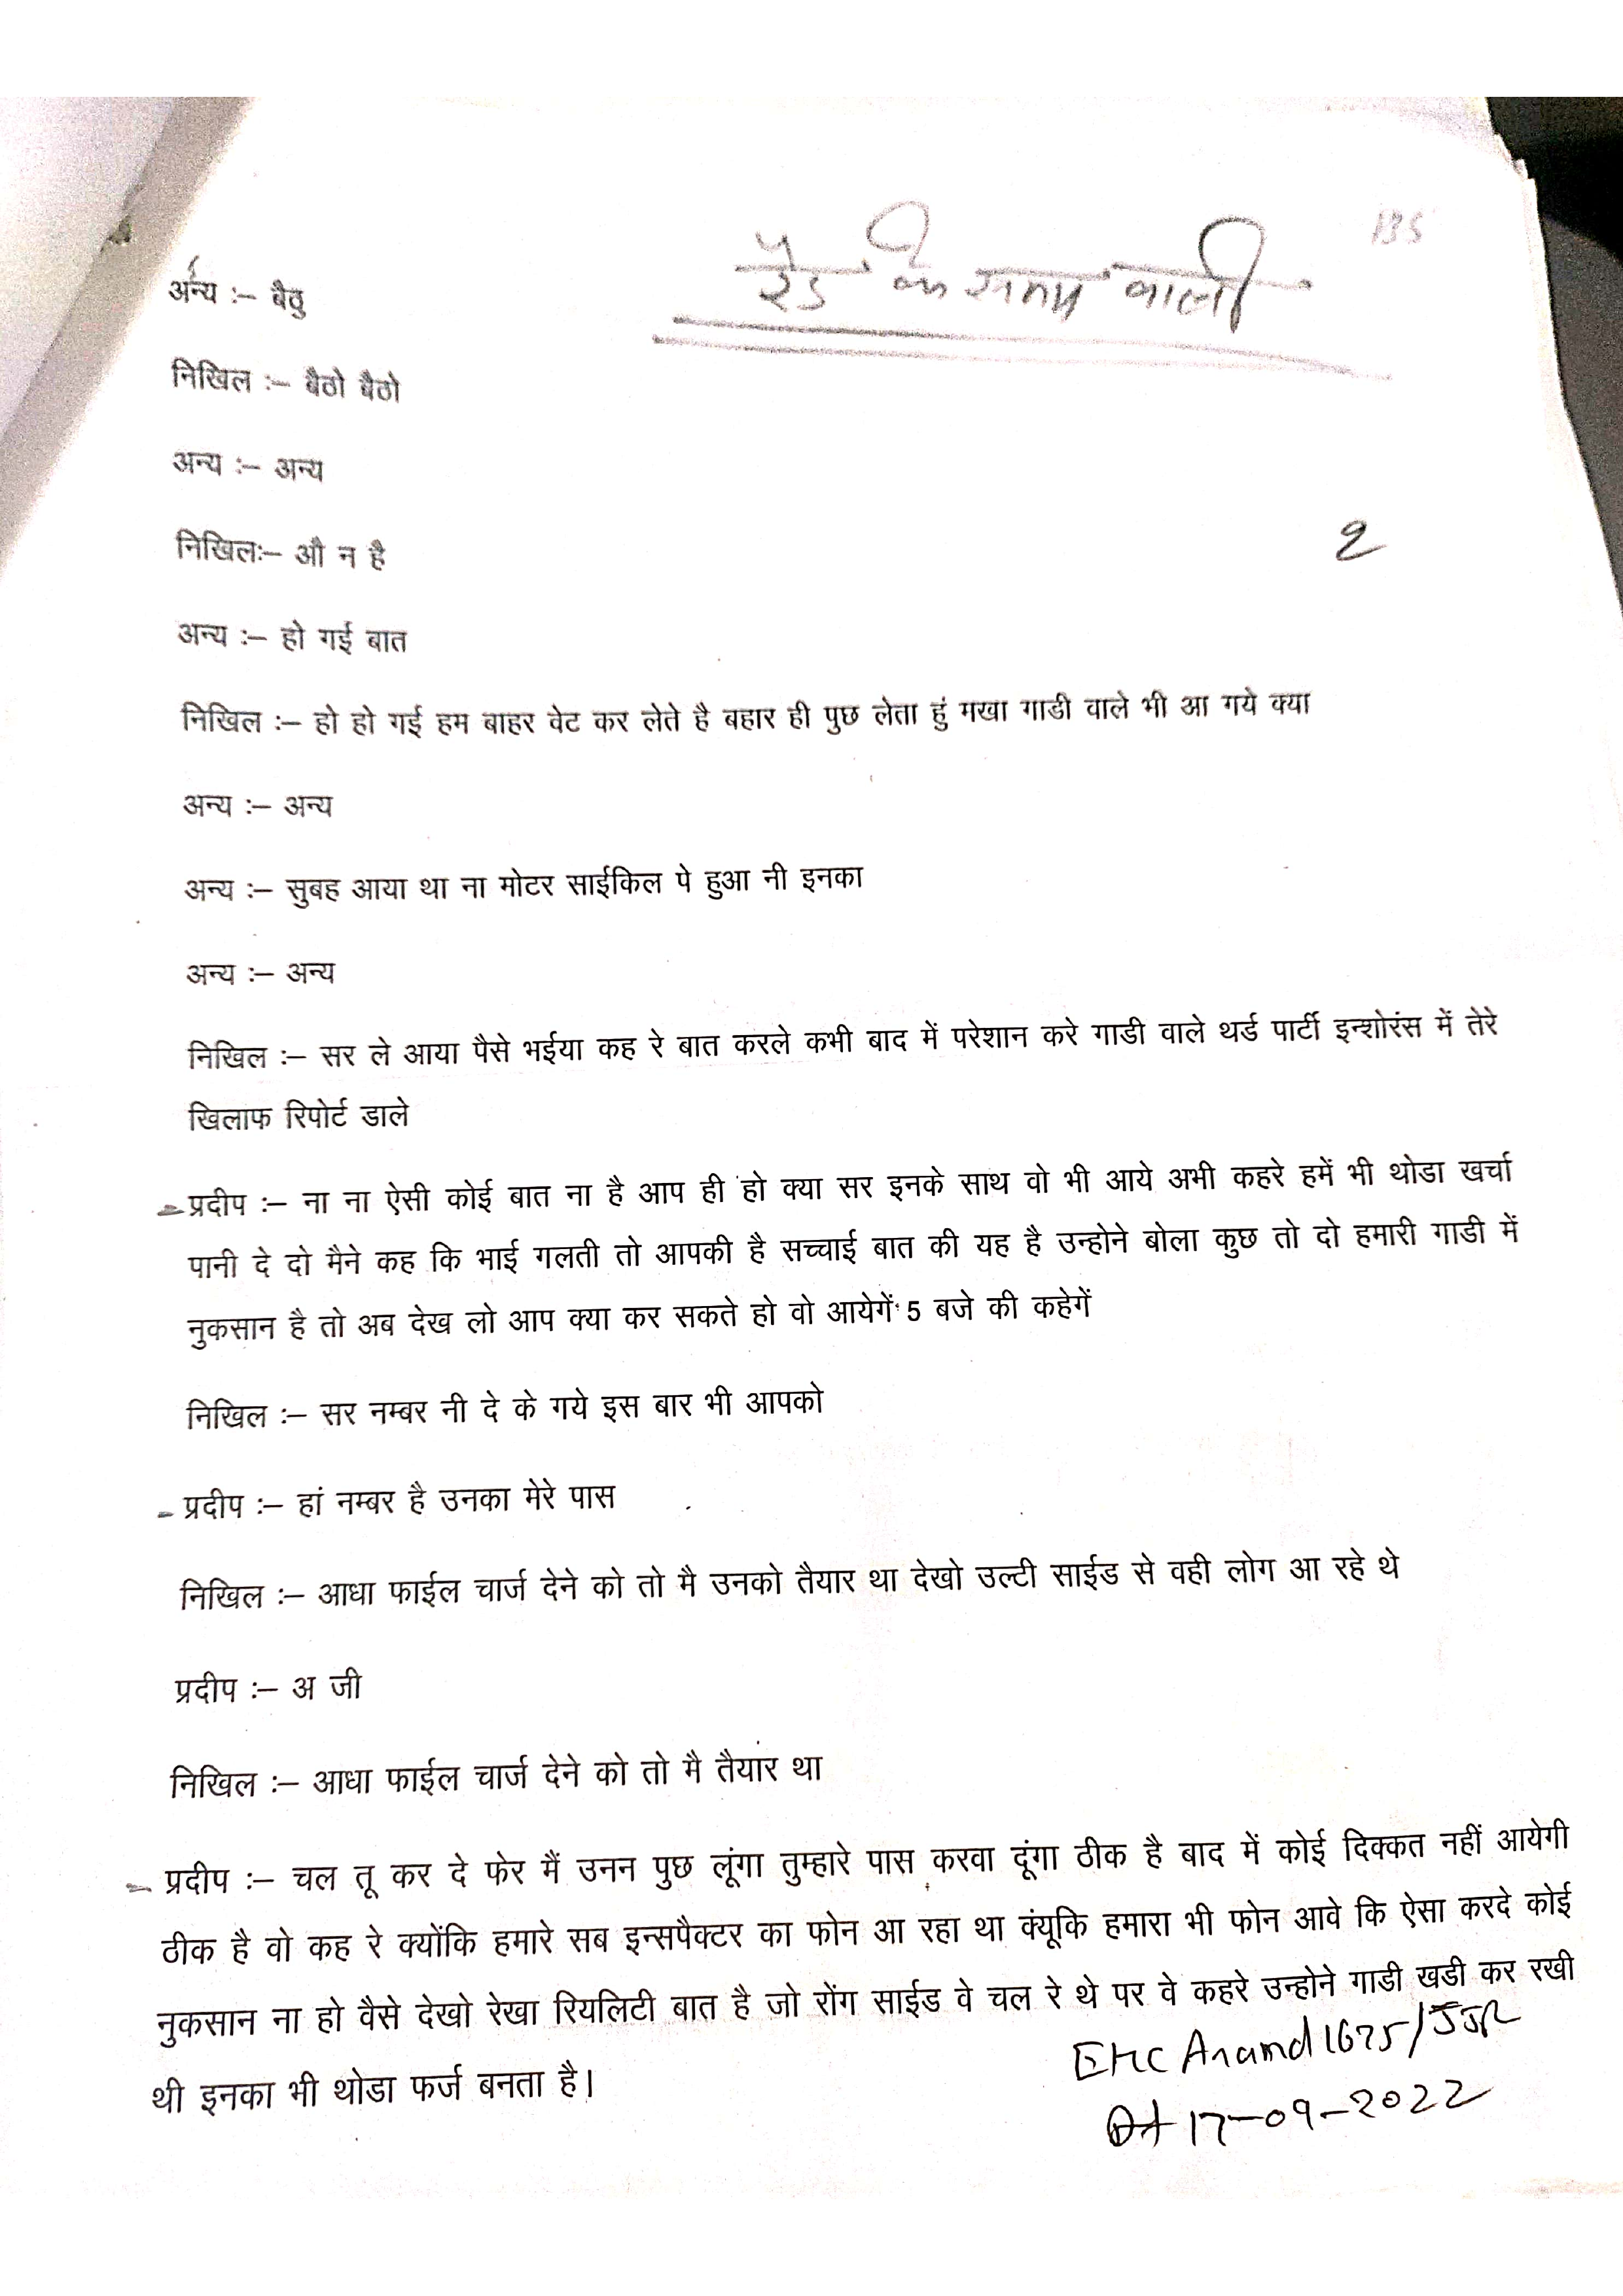 रेड के समय वाली
135
अन्य :– बैठु
निखिल :– बैठो बैठो
अन्य :– अन्य
निखिलः– औ न है
2
अन्य :– हो गई बात
निखिल :– हो हो गई हम बाहर वेट कर लेते है बहार ही पुछ लेता हुं मखा गाडी वाले भी आ गये क्या
अन्य :– अन्य
अन्य :– सुबह आया था ना मोटर साईकिल पे हुआ नी इनका
अन्य :– अन्य
निखिल :– सर ले आया पैसे भईया कह रे बात करले कभी बाद में परेशान करे गाडी वाले थर्ड पार्टी इन्शोरंस में तेरे
खिलाफ रिपोर्ट डाले
प्रदीप :– ना ना ऐसी कोई बात ना है आप ही हो क्या सर इनके साथ वो भी आये अभी कहरे हमें भी थोडा खर्चा
पानी दे दो मैने कह कि भाई गलती तो आपकी है सच्चाई बात की यह है उन्होने बोला कुछ तो दो हमारी गाडी में
नुकसान है तो अब देख लो आप क्या कर सकते हो वो आयेगें 5 बजे की कहेगें
निखिल :– सर नम्बर नी दे के गये इस बार भी आपको
प्रदीप :– हां नम्बर है उनका मेरे पास
निखिल :– आधा फाईल चार्ज देने को तो मै उनको तैयार था देखो उल्टी साईड से वही लोग आ रहे थे
प्रदीप :– अ जी
निखिल :– आधा फाईल चार्ज देने को तो मै तैयार था
प्रदीप :– चल तू कर दे फेर मैं उनन पुछ लूंगा तुम्हारे पास करवा दूंगा ठीक है बाद में कोई दिक्कत नहीं आयेगी
ठीक है वो कह रे क्योंकि हमारे सब इन्सपैक्टर का फोन आ रहा था क्यूंकि हमारा भी फोन आवे कि ऐसा करदे कोई
नुकसान ना हो वैसे देखो रेखा रियलिटी बात है जो रोंग साईड वे चल रे थे पर वे कहरे उन्होने गाडी खडी कर रखी
थी इनका भी थोडा फर्ज बनता है।
EHC Anand 1675/JJR
Dt 17-09-2022